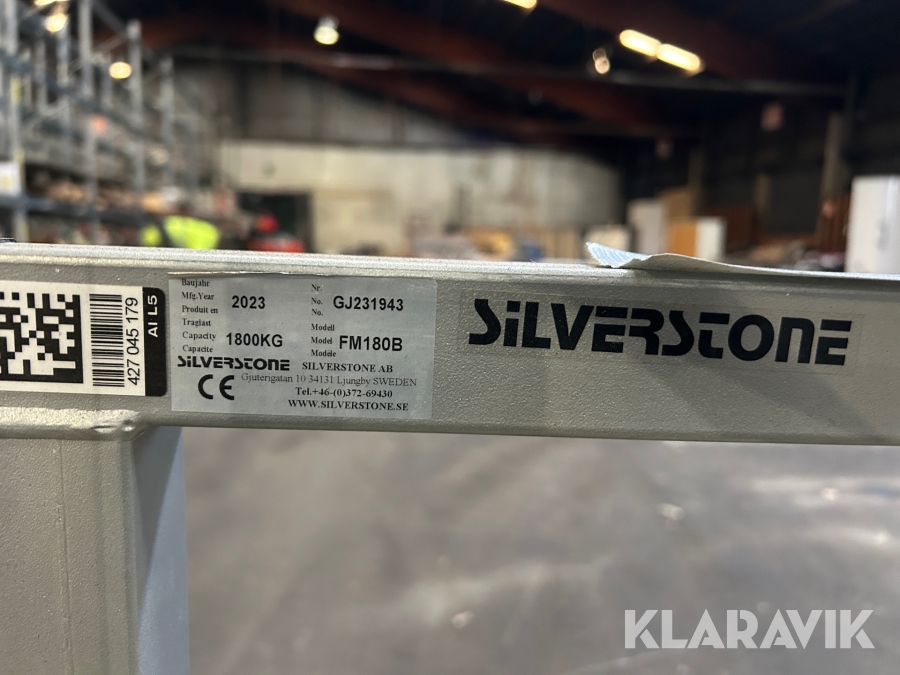 427 045 179
AI L5
Baujahr
Mfg.Year 2023
Produit en
Traglast
Capacity 1800KG
Capacite
Nr.
No. GJ231943
No.
Modell
Model FM180B
Modele
SiLVERSTONE SILVERSTONE AB
CE Gjuterigatan 10 34131 Ljungby.SWEDEN
Tel.+46-(0)372-69430
WWW.SILVERSTONE.SE
SiLVERSTONE
KLARAVIK